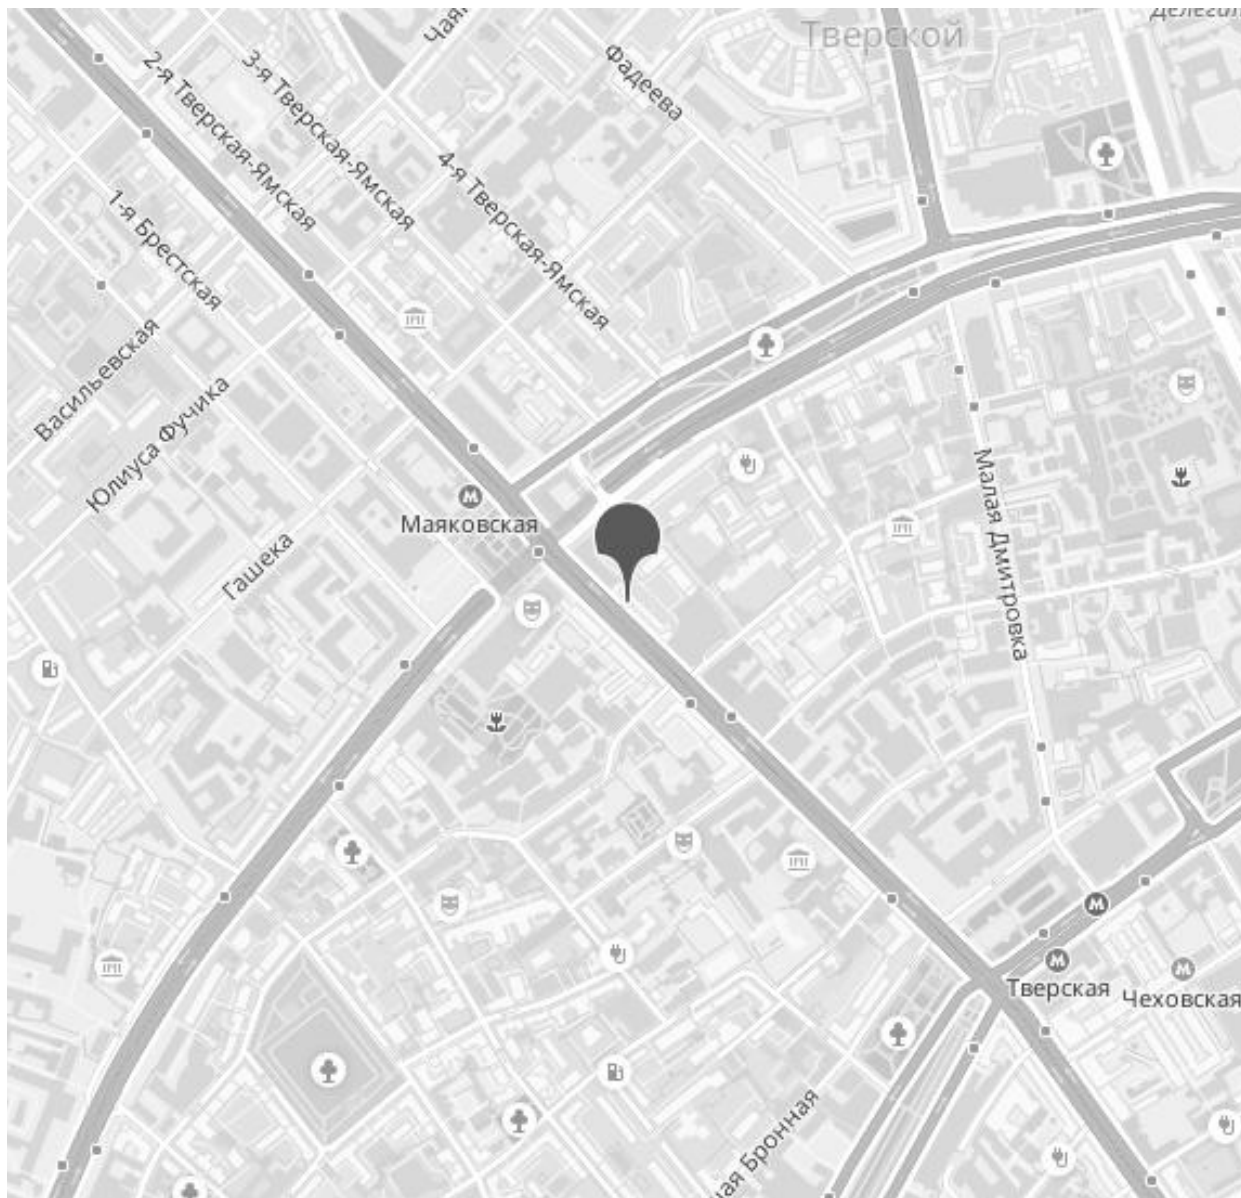 Тверской
Фадеева
3-я Тверская-Ямская
2-я Тверская-Ямская
4-я Тверская-Ямская
1-я Брестская
Васильевская
Юлиуса Фучика
М
Маяковская
Малая Дмитровка
Гашека
М
М
Тверская
М
Чеховская
Бронная